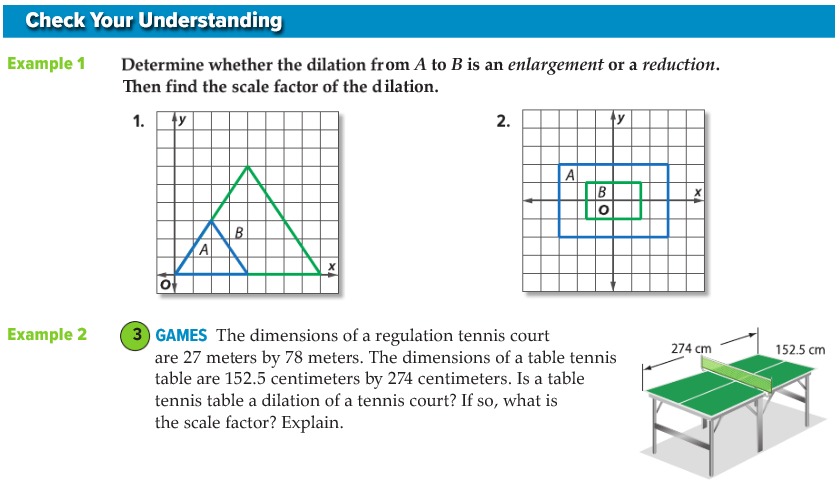 Check Your Understanding
Example 1
Determine whether the dilation from A to B is an enlargement or a reduction.
Then find the scale factor of the dilation.
1.
y
A
B
O
x
2.
y
A
B
O
x
Example 2
3 GAMES The dimensions of a regulation tennis court
are 27 meters by 78 meters. The dimensions of a table tennis
table are 152.5 centimeters by 274 centimeters. Is a table
tennis table a dilation of a tennis court? If so, what is
the scale factor? Explain.
274 cm
152.5 cm